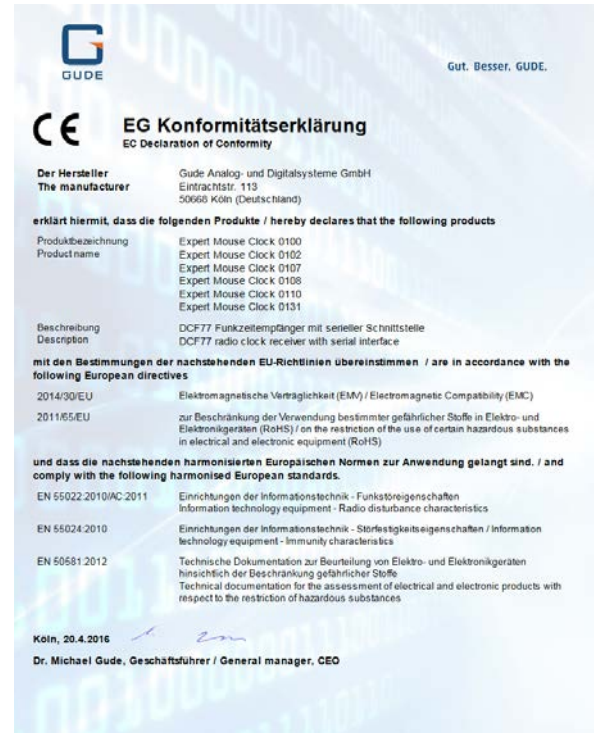 GUDE
Gut. Besser. GUDE.
CE
EG Konformitätserklärung
EC Declaration of Conformity
Der Hersteller
The manufacturer
Gude Analog- und Digitalsysteme GmbH
Eintrachtstr. 113
50668 Köln (Deutschland)
erklärt hiermit, dass die folgenden Produkte / hereby declares that the following products
Produktbezeichnung
Product name
Expert Mouse Clock 0100
Expert Mouse Clock 0102
Expert Mouse Clock 0107
Expert Mouse Clock 0108
Expert Mouse Clock 0110
Expert Mouse Clock 0131
Beschreibung
Description
DCF77 Funkzeitempfänger mit serieller Schnittstelle
DCF77 radio clock receiver with serial interface
mit den Bestimmungen der nachstehenden EU-Richtlinien übereinstimmen / are in accordance with the
following European directives
2014/30/EU
Elektromagnetische Verträglichkeit (EMV) / Electromagnetic Compatibility (EMC)
2011/65/EU
zur Beschränkung der Verwendung bestimmter gefährlicher Stoffe in Elektro- und
Elektronikgeräten (RoHS) / on the restriction of the use of certain hazardous substances
in electrical and electronic equipment (RoHS)
und dass die nachstehenden harmonisierten Europäischen Normen zur Anwendung gelangt sind. / and
comply with the following harmonised European standards.
EN 55022:2010/AC:2011
Einrichtungen der Informationstechnik - Funkstöreigenschaften
Information technology equipment - Radio disturbance characteristics
EN 55024:2010
Einrichtungen der Informationstechnik - Störfestigkeitseigenschaften / Information
technology equipment - Immunity characteristics
EN 50581:2012
Technische Dokumentation zur Beurteilung von Elektro- und Elektronikgeräten
hinsichtlich der Beschränkung gefährlicher Stoffe
Technical documentation for the assessment of electrical and electronic products with
respect to the restriction of hazardous substances
Köln, 20.4.2016
Dr. Michael Gude, Geschäftsführer / General manager, CEO